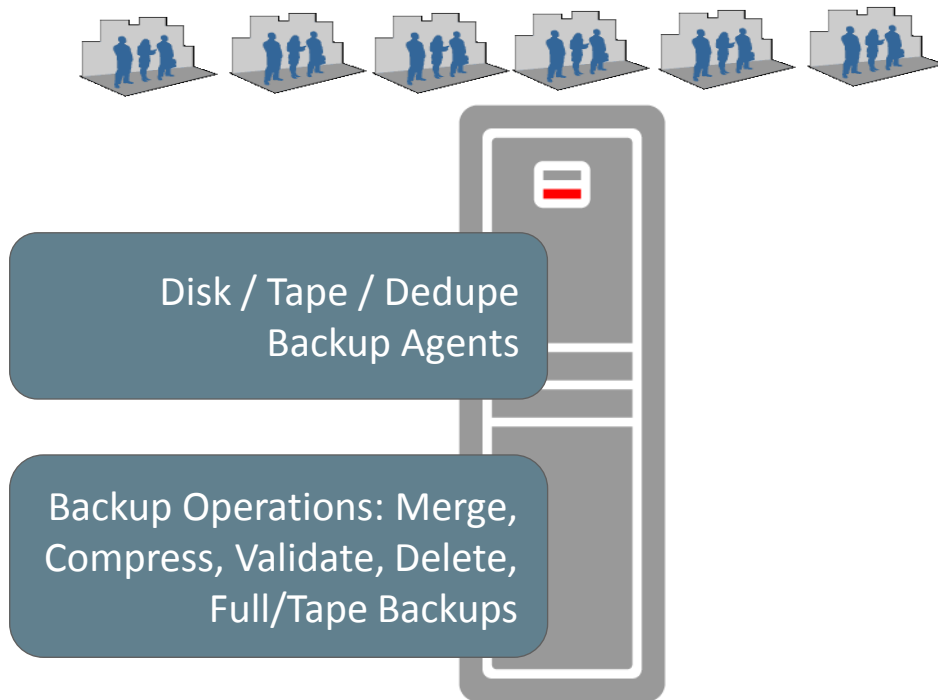 Disk / Tape / Dedupe
Backup Agents
Backup Operations: Merge,
Compress, Validate, Delete,
Full/Tape Backups